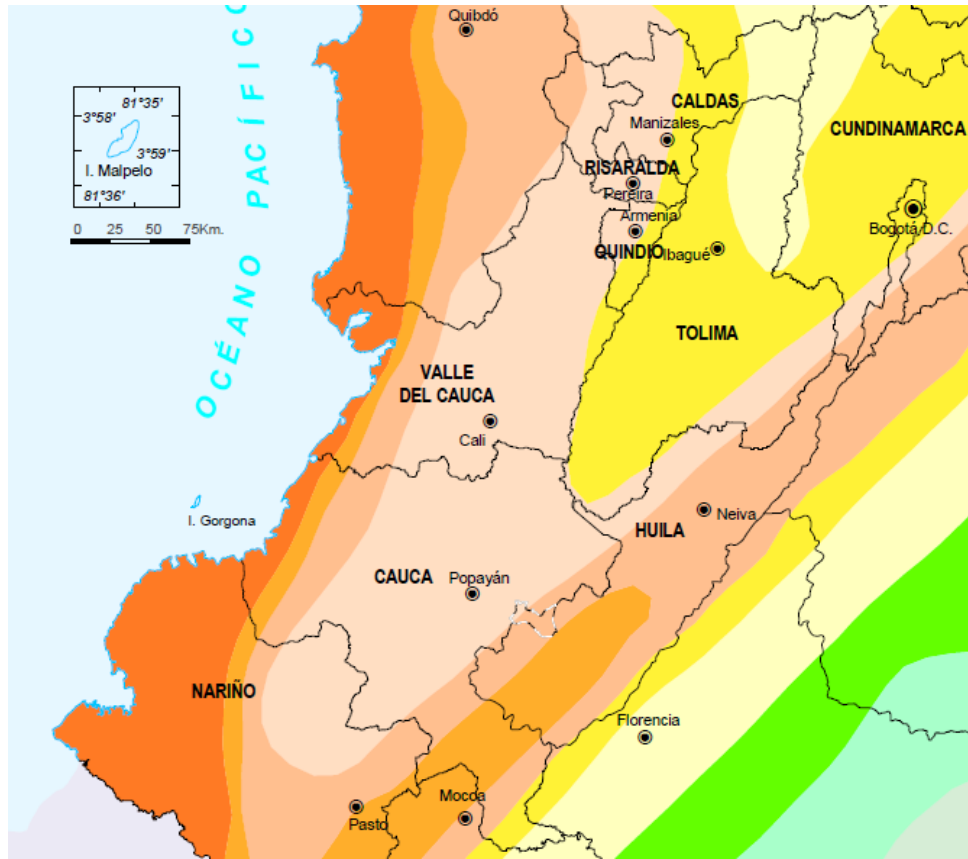 Quibdó
OCÉANO PACÍFICO
81°35'
3°58'
3°59'
I. Malpelo
81°36'
0 25 50 75Km.
CALDAS
Manizales
CUNDINAMARCA
RISARALDA
Pereira
Armenia
Bogotá D.C.
QUINDIO
Ibagué
TOLIMA
VALLE
DEL CAUCA
Cali
I. Gorgona
HUILA
Neiva
CAUCA
Popayán
NARIÑO
Florencia
Mocoa
Pasto